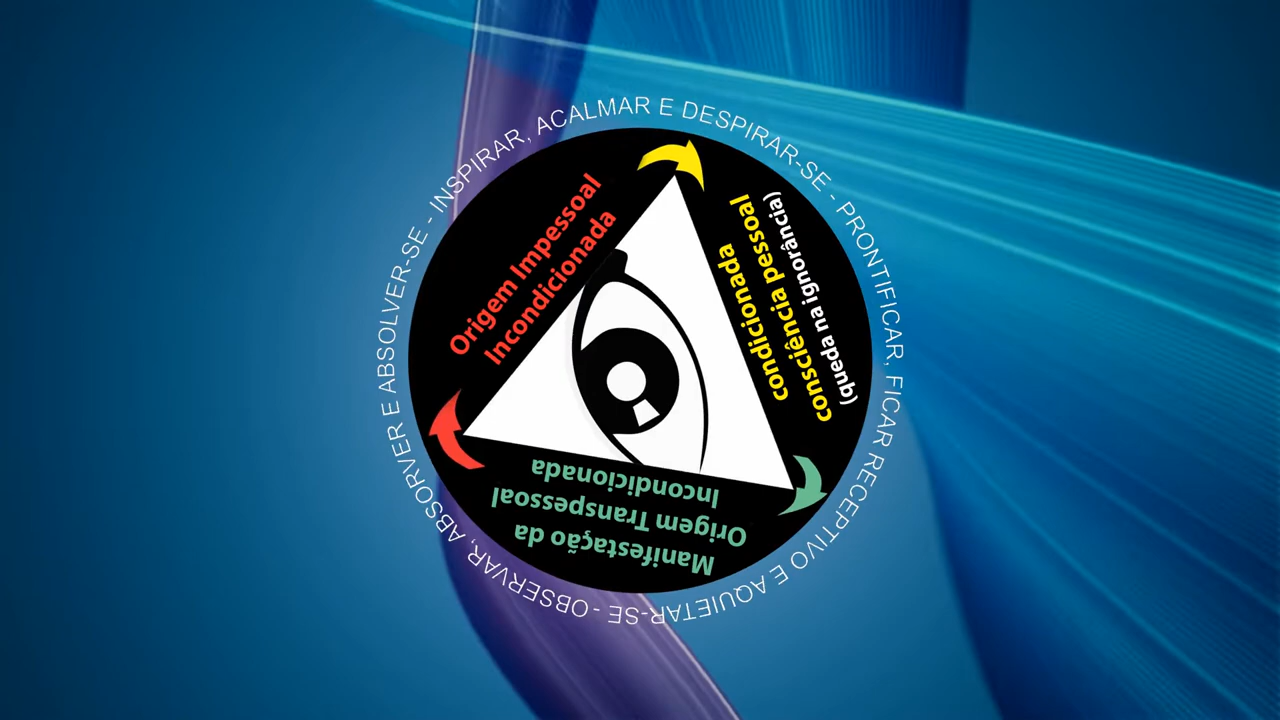 INSPIRAR, ACALMAR E DESPIRAR-SE - PRONTIFICAR, FICAR RECEPTIVO E AQUIETAR-SE - OBSERVAR, ABSORVER E ABSOLVER-SE -
Origem Impessoal
Incondicionada
(queda na ignorância)
consciência pessoal
condicionada
Manifestação da
Origem Transpessoal
Incondicionada